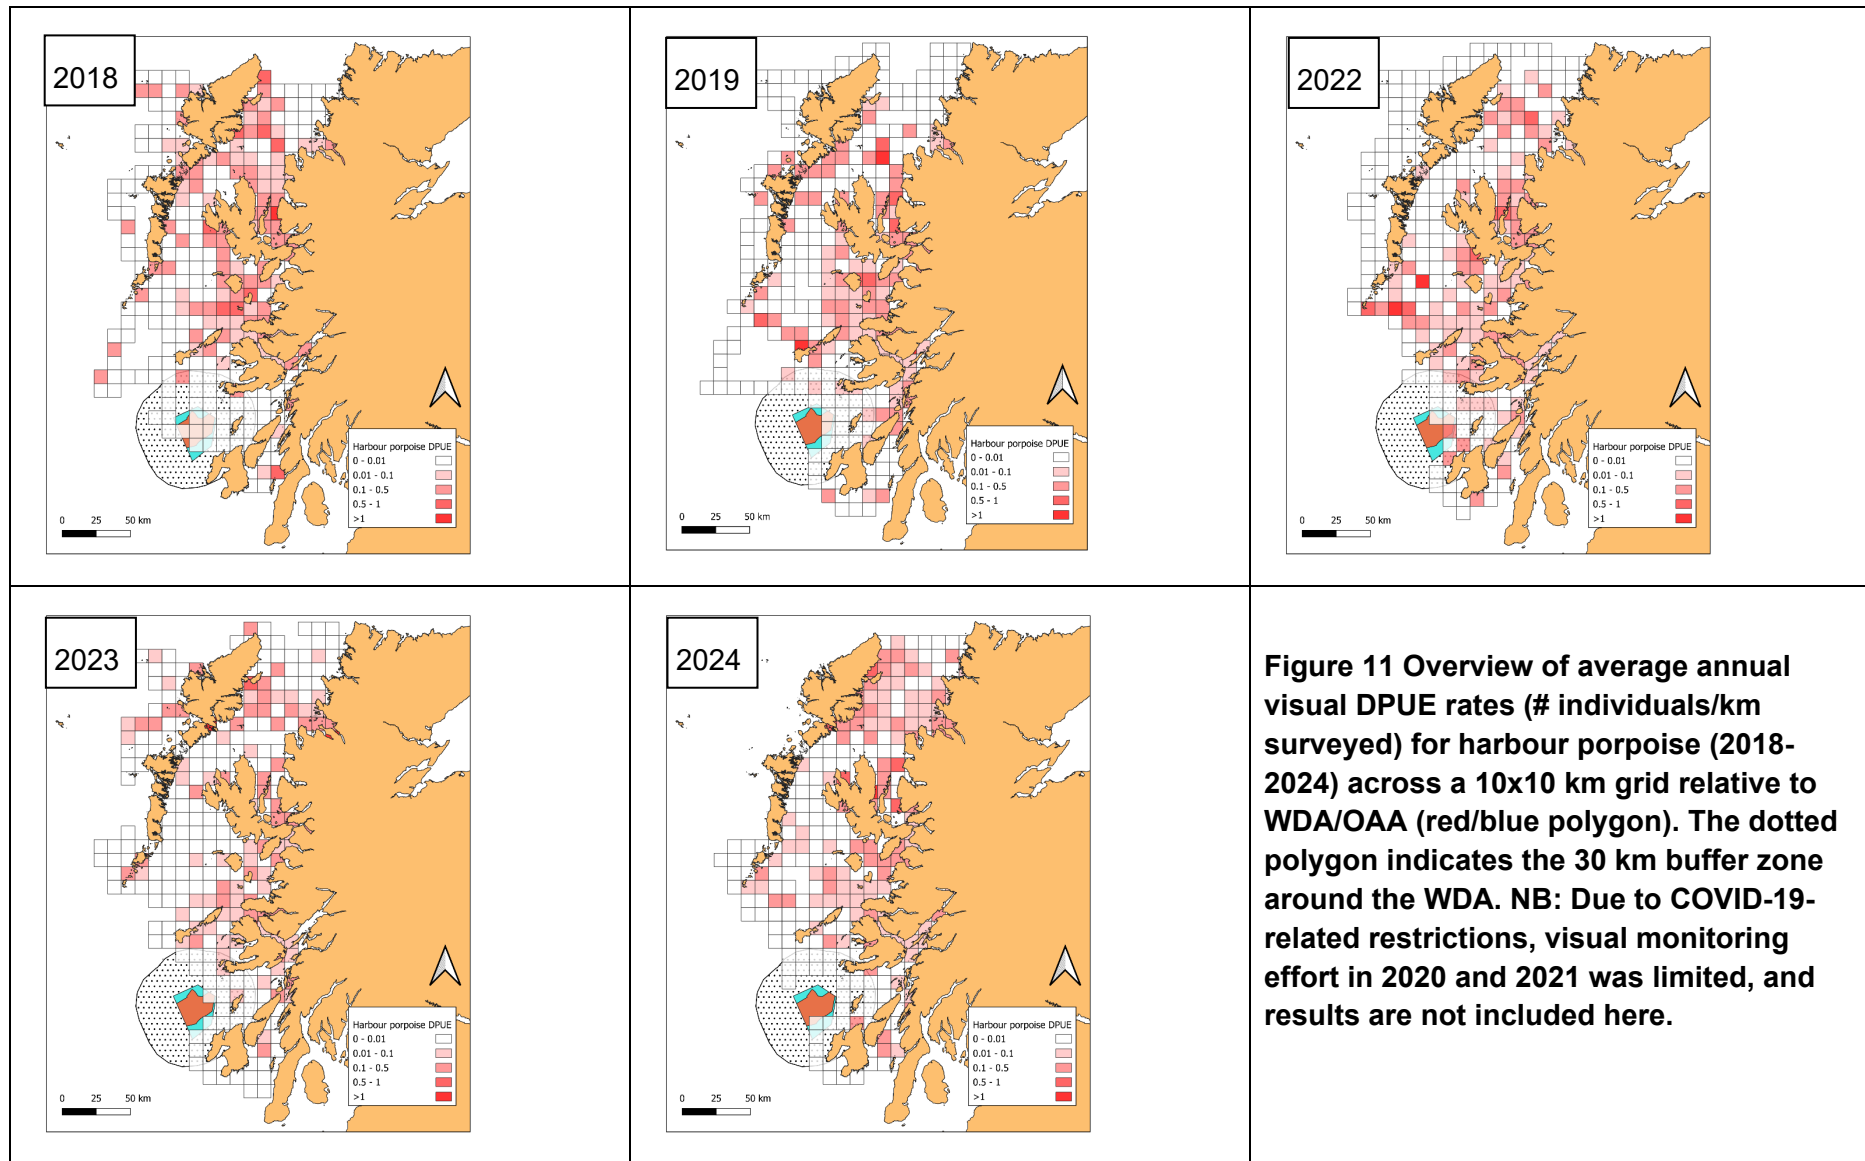 2018
Harbour porpoise DPUE
0 - 0.01
0.01 - 0.1
0.1 - 0.5
0.5 - 1
>1
0 25 50 km
2019
Harbour porpoise DPUE
0 - 0.01
0.01 - 0.1
0.1 - 0.5
0.5 - 1
>1
0 25 50 km
2022
Harbour porpoise DPUE
0 - 0.01
0.01 - 0.1
0.1 - 0.5
0.5 - 1
>1
0 25 50 km
2023
Harbour porpoise DPUE
0 - 0.01
0.01 - 0.1
0.1 - 0.5
0.5 - 1
>1
0 25 50 km
2024
Harbour porpoise DPUE
0 - 0.01
0.01 - 0.1
0.1 - 0.5
0.5 - 1
>1
0 25 50 km
Figure 11 Overview of average annual
visual DPUE rates (# individuals/km
surveyed) for harbour porpoise (2018-
2024) across a 10x10 km grid relative to
WDA/OAA (red/blue polygon). The dotted
polygon indicates the 30 km buffer zone
around the WDA. NB: Due to COVID-19-
related restrictions, visual monitoring
effort in 2020 and 2021 was limited, and
results are not included here.